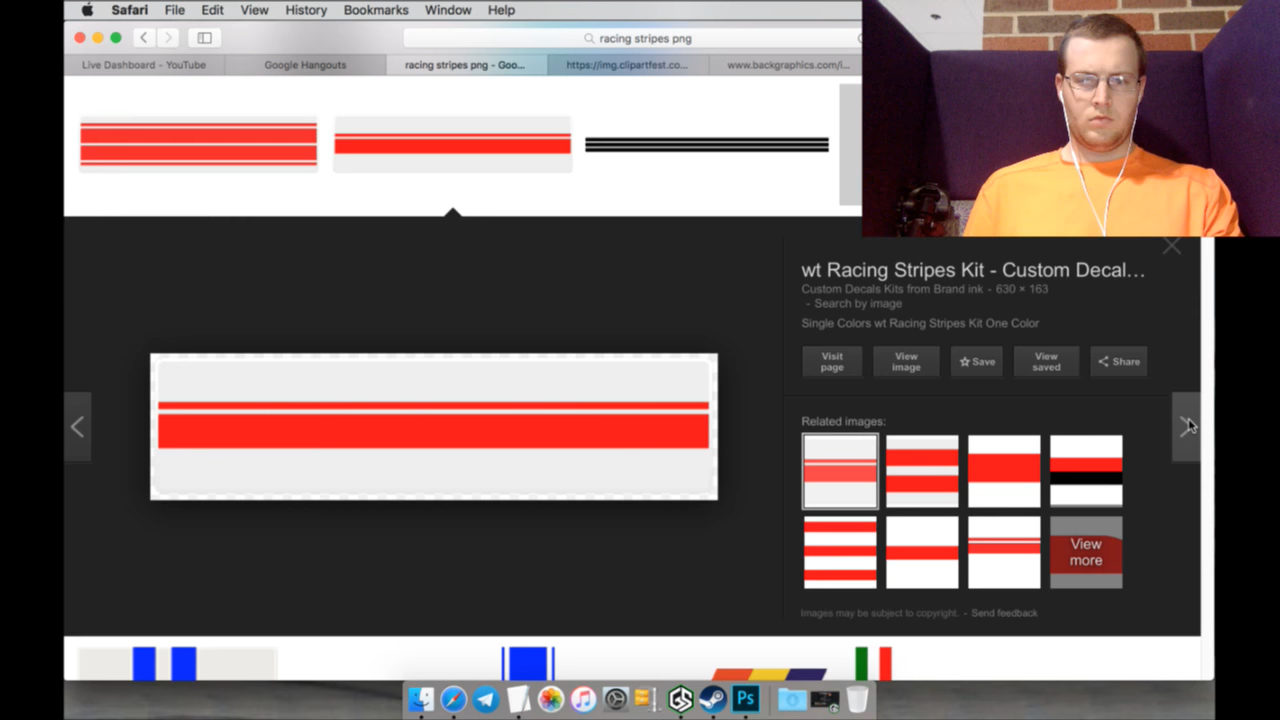 Safari File Edit View History Bookmarks Window Help
racing stripes png
Live Dashboard - YouTube
Google Hangouts
racing stripes png - Goo...
https://img.clipartfest.co...
www.backgraphics.com/i...
wt Racing Stripes Kit - Custom Decal...
Custom Decals Kits from Brand ink - 630 × 163
- Search by image
Single Colors wt Racing Stripes Kit One Color
Visit page
View image
Save
View saved
Share
Related images:
View more
Images may be subject to copyright. - Send feedback
GS
Ps